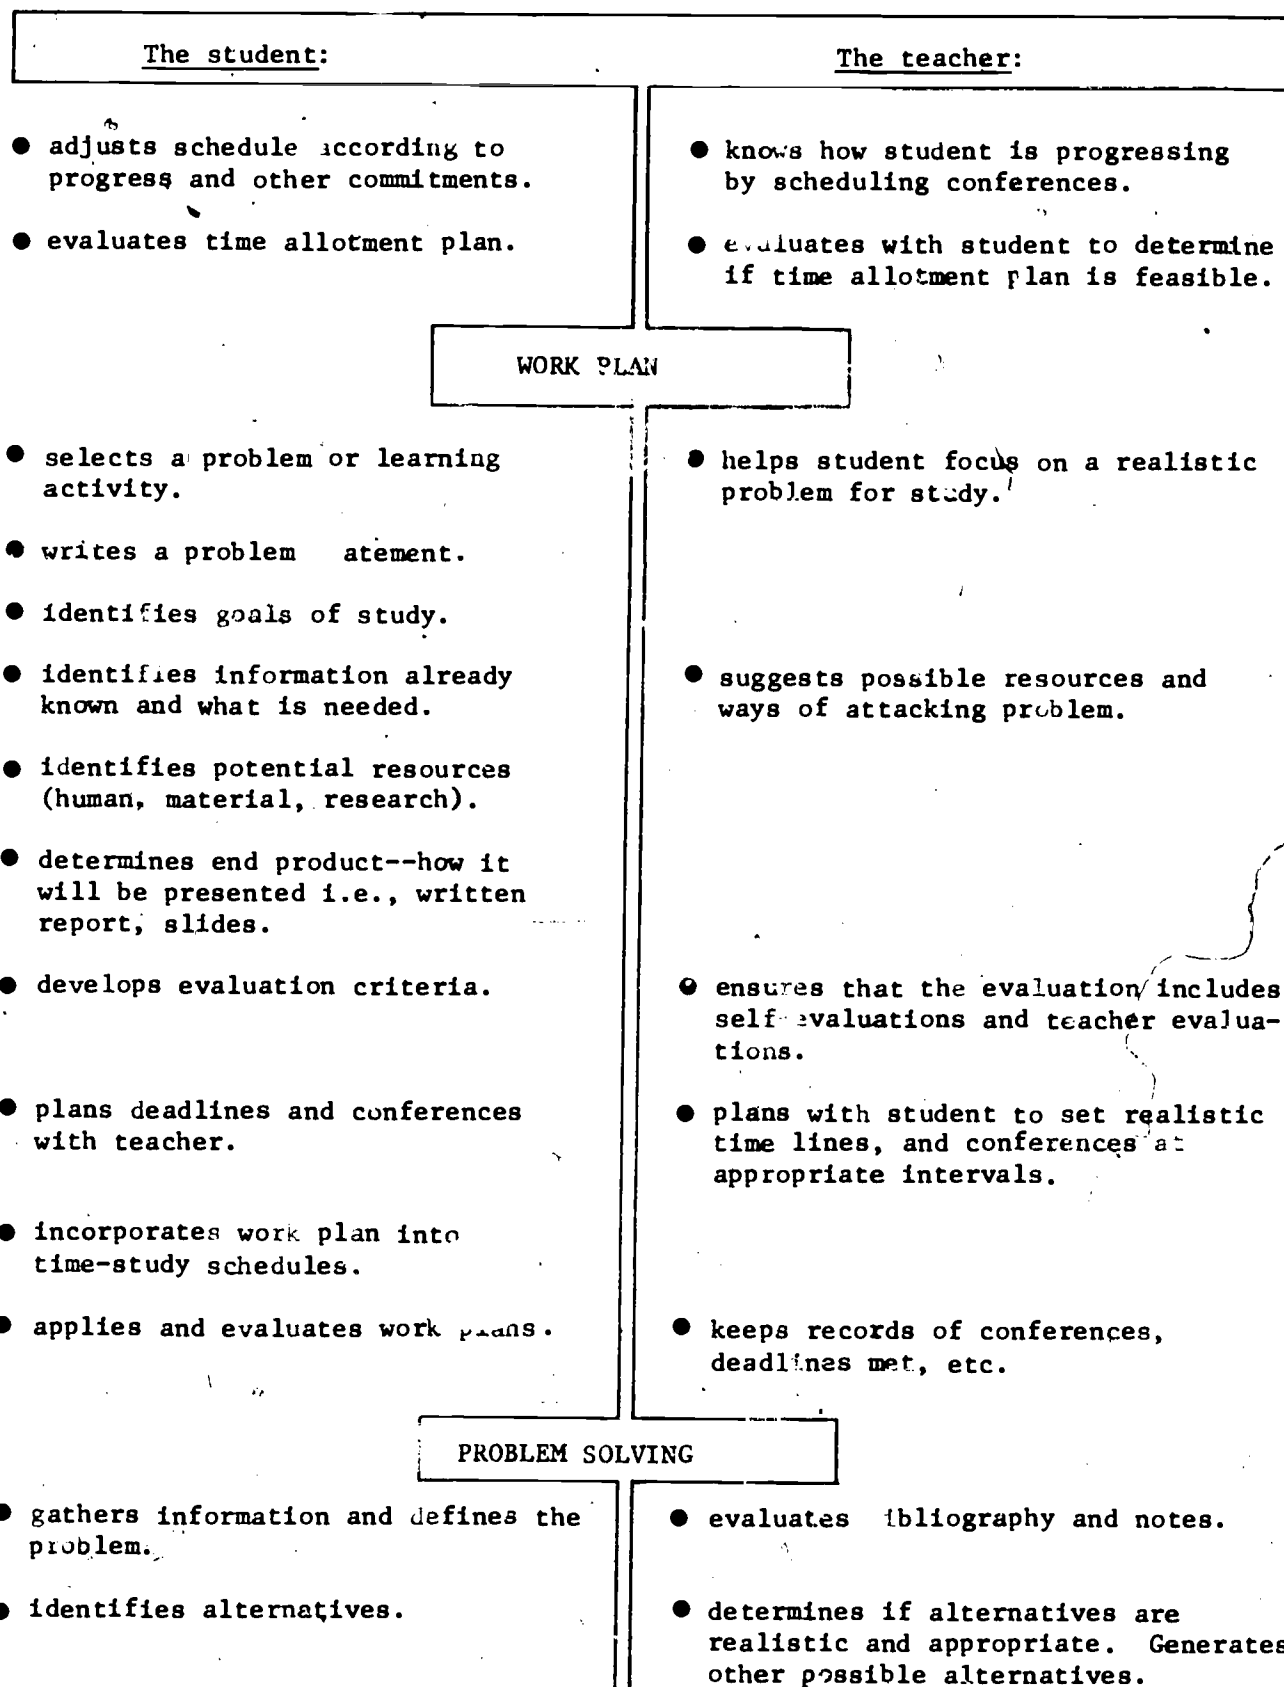 The student:
The teacher:
● adjusts schedule according to
progress and other commitments.
● evaluates time allotment plan.
● knows how student is progressing
by scheduling conferences.
● evaluates with student to determine
if time allotment plan is feasible.
WORK PLAN
● selects a problem or learning
activity.
● writes a problem atement.
● identifies goals of study.
● identifies information already
known and what is needed.
● identifies potential resources
(human, material, research).
● determines end product--how it
will be presented i.e., written
report, slides.
● develops evaluation criteria.
● plans deadlines and conferences
with teacher.
● incorporates work plan into
time-study schedules.
● applies and evaluates work plans.
● helps student focus on a realistic
problem for study.
● suggests possible resources and
ways of attacking problem.
● ensures that the evaluation includes
self evaluations and teacher evalua-
tions.
● plans with student to set realistic
time lines, and conferences at
appropriate intervals.
● keeps records of conferences,
deadlines met, etc.
PROBLEM SOLVING
● gathers information and defines the
problem.
● identifies alternatives.
● evaluates ibliography and notes.
● determines if alternatives are
realistic and appropriate. Generates
other possible alternatives.